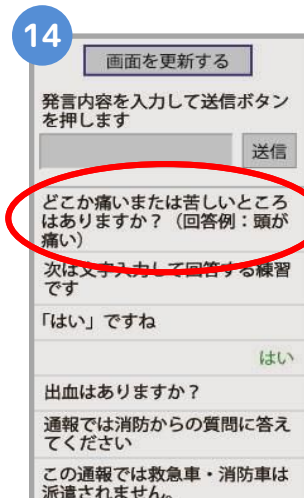 14
画面を更新する
発言内容を入力して送信ボタン
を押します
送信
どこか痛いまたは苦しいところ
はありますか？（回答例：頭が
痛い）
次は文字入力して回答する練習
です
「はい」ですね
はい
出血はありますか？
通報では消防からの質問に答え
てください
この通報では救急車・消防車は
派遣されません。